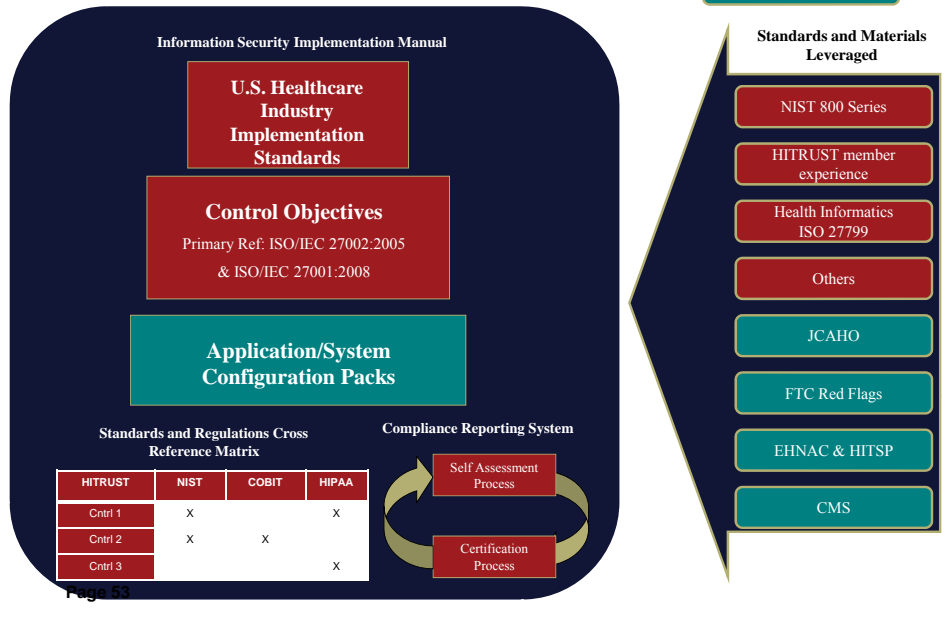 Information Security Implementation Manual
U.S. Healthcare
Industry
Implementation
Standards
Control Objectives
Primary Ref: ISO/IEC 27002:2005
& ISO/IEC 27001:2008
Application/System
Configuration Packs
Standards and Regulations Cross
Reference Matrix
HITRUST NIST COBIT HIPAA
Cntrl 1 X X
Cntrl 2 X X
Cntrl 3 X
Compliance Reporting System
Self Assessment
Process
Certification
Process
Standards and Materials
Leveraged
NIST 800 Series
HITRUST member
experience
Health Informatics
ISO 27799
Others
JCAHO
FTC Red Flags
EHNAC & HITSP
CMS
Page 53